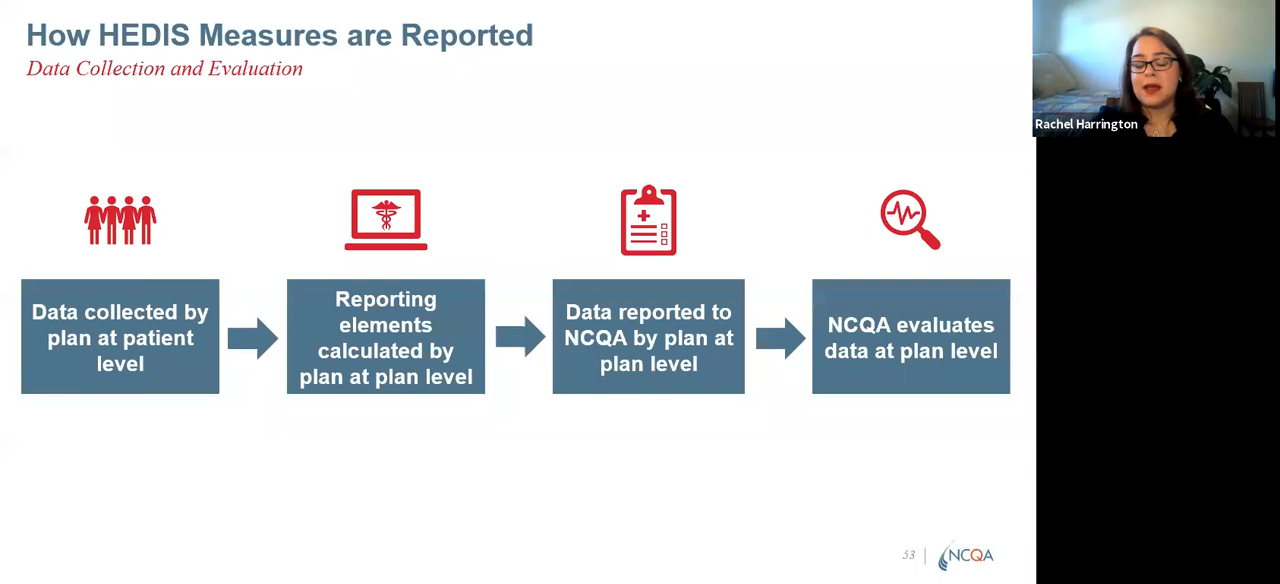 How HEDIS Measures are Reported
Data Collection and Evaluation
Rachel Harrington
Data collected by
plan at patient
level
Reporting
elements
calculated by
plan at plan level
Data reported to
NCQA by plan at
plan level
NCQA evaluates
data at plan level
53
NCQA